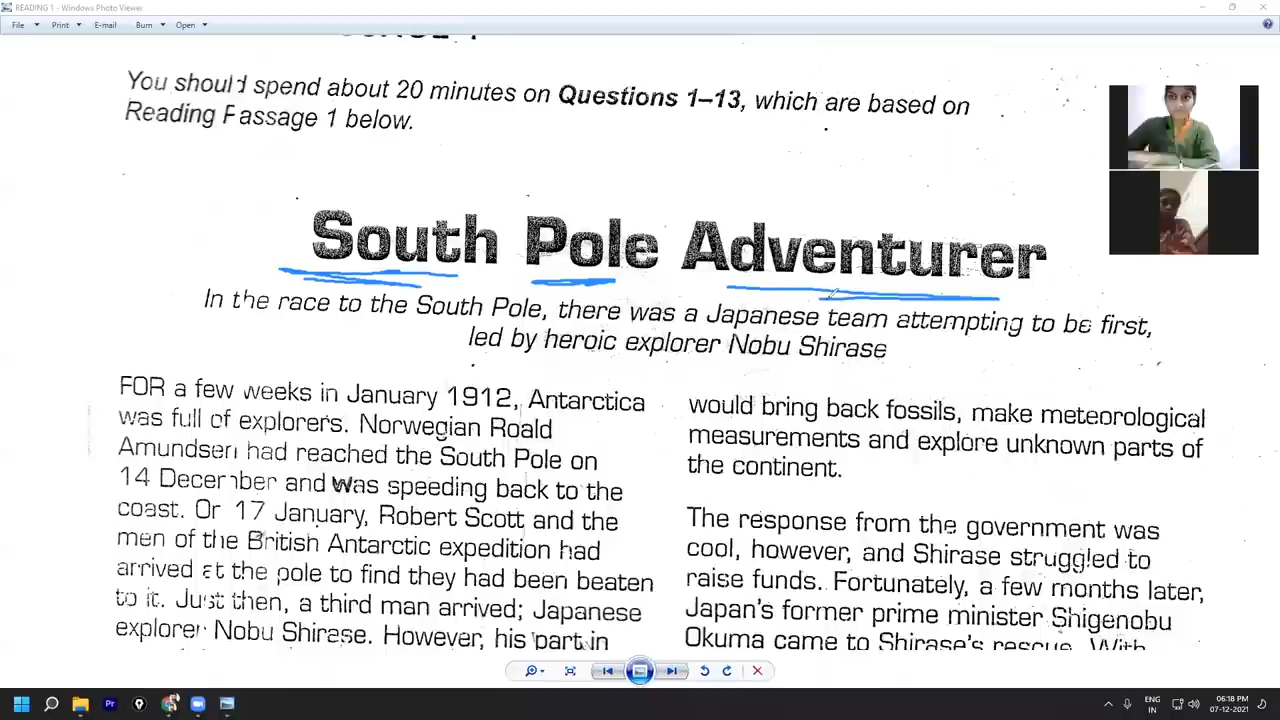 READING 1 - Windows Photo Viewer
File Print E-mail Burn Open
You should spend about 20 minutes on Questions 1–13, which are based on
Reading Passage 1 below.
South Pole Adventurer
In the race to the South Pole, there was a Japanese team attempting to be first,
led by heroic explorer Nobu Shirase
FOR a few weeks in January 1912, Antarctica
was full of explorers. Norwegian Roald
Amundsen had reached the South Pole on
14 December and was speeding back to the
coast. On 17 January, Robert Scott and the
men of the British Antarctic expedition had
arrived at the pole to find they had been beaten
to it. Just then, a third man arrived; Japanese
explorer Nobu Shirase. However, his part in
would bring back fossils, make meteorological
measurements and explore unknown parts of
the continent.
The response from the government was
cool, however, and Shirase struggled to
raise funds. Fortunately, a few months later,
Japan's former prime minister Shigenobu
Okuma came to Shirase's rescue. With
ENG
IN
06:18 PM
07-12-2021